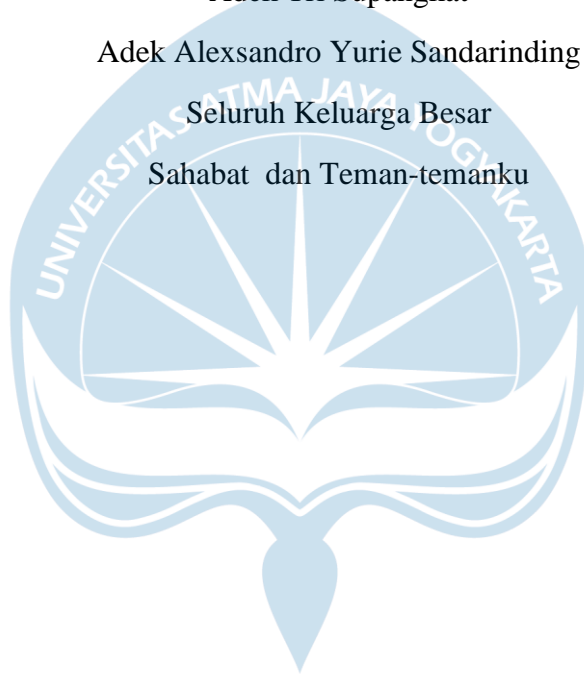 Adek Alexsandro Yurie Sandarinding
Seluruh Keluarga Besar
Sahabat dan Teman-temanku
UNIVERSITAS ATMA JAYA YOGYAKARTA